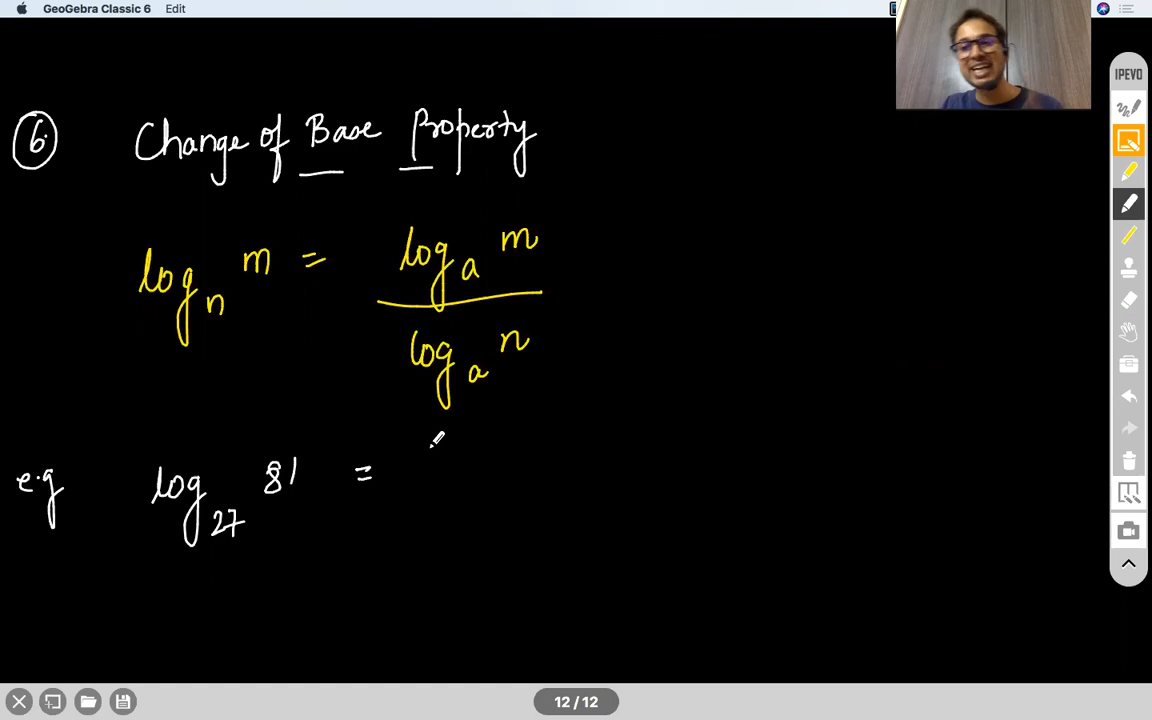 GeoGebra Classic 6 Edit
IPEVO
6 Change of Base Property
log_n m = log_a m
log_a n
e.g log_27 81 =
12/12